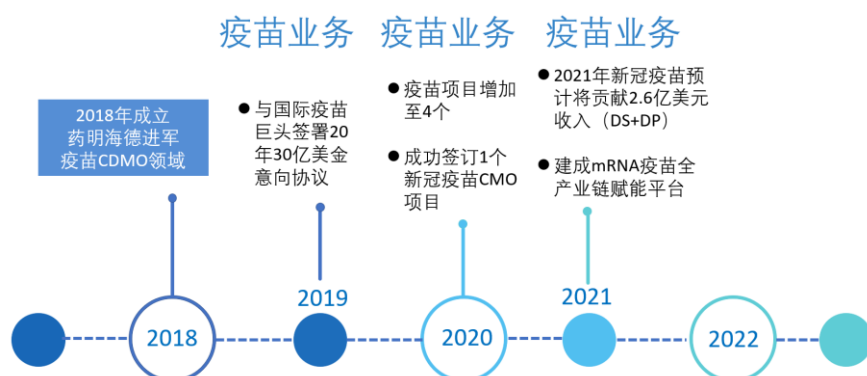 疫苗业务
疫苗业务
疫苗业务
2018年成立
药明海德进军
疫苗CDMO领域
● 与国际疫苗
巨头签署20
年30亿美金
意向协议
● 疫苗项目增加
至4个
● 成功签订1个
新冠疫苗CMO
项目
● 2021年新冠疫苗预
计将贡献2.6亿美元
收入（DS+DP）
● 建成mRNA疫苗全
产业链赋能平台
2018
2019
2020
2021
2022